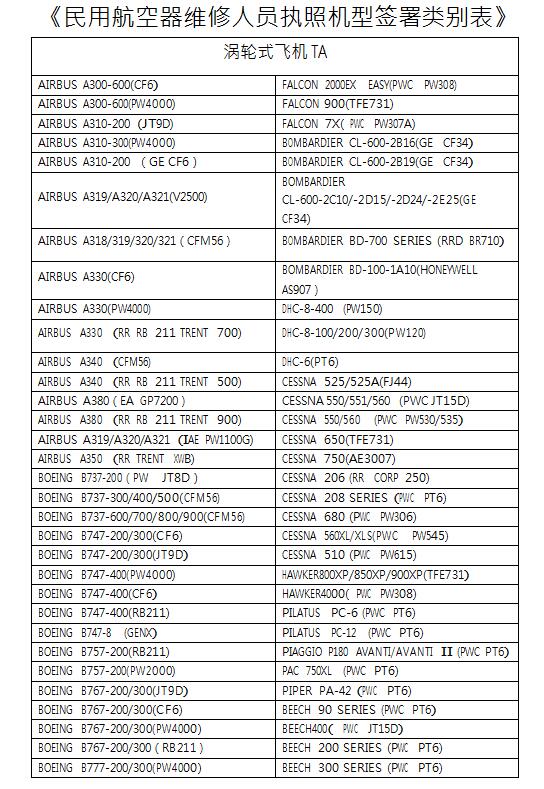 《民用航空器维修人员执照机型签署类别表》
涡轮式飞机 TA
AIRBUS A300-600(CF6)
FALCON 2000EX EASY(PWC PW308)
AIRBUS A300-600(PW4000)
FALCON 900(TFE731)
AIRBUS A310-200 (JT9D)
FALCON 7X( PWC PW307A)
AIRBUS A310-300(PW4000)
BOMBARDIER CL-600-2B16(GE CF34)
AIRBUS A310-200 ( GE CF6 )
BOMBARDIER CL-600-2B19(GE CF34)
AIRBUS A319/A320/A321(V2500)
BOMBARDIER
CL-600-2C10/-2D15/-2D24/-2E25(GE
CF34)
AIRBUS A318/319/320/321 ( CFM56 )
BOMBARDIER BD-700 SERIES (RRD BR710)
AIRBUS A330(CF6)
BOMBARDIER BD-100-1A10(HONEYWELL
AS907 )
AIRBUS A330(PW4000)
DHC-8-400 (PW150)
AIRBUS A330 (RR RB 211 TRENT 700)
DHC-8-100/200/300(PW120)
AIRBUS A340 (CFM56)
DHC-6(PT6)
AIRBUS A340 (RR RB 211 TRENT 500)
CESSNA 525/525A(FJ44)
AIRBUS A380 ( EA GP7200 )
CESSNA 550/551/560 (PWC JT15D)
AIRBUS A380 (RR RB 211 TRENT 900)
CESSNA 550/560 (PWC PW530/535)
AIRBUS A319/A320/A321 (IAE PW1100G)
CESSNA 650(TFE731)
AIRBUS A350 (RR TRENT XWB)
CESSNA 750(AE3007)
BOEING B737-200 ( PW JT8D )
CESSNA 206 (RR CORP 250)
BOEING B737-300/400/500(CFM56)
CESSNA 208 SERIES (PWC PT6)
BOEING B737-600/700/800/900(CFM56)
CESSNA 680 (PWC PW306)
BOEING B747-200/300(CF6)
CESSNA 560XL/XLS(PWC PW545)
BOEING B747-200/300(JT9D)
CESSNA 510 (PWC PW615)
BOEING B747-400(PW4000)
HAWKER800XP/850XP/900XP(TFE731)
BOEING B747-400(CF6)
HAWKER4000( PWC PW308)
BOEING B747-400(RB211)
PILATUS PC-6 (PWC PT6)
BOEING B747-8 (GENX)
PILATUS PC-12 (PWC PT6)
BOEING B757-200(RB211)
PIAGGIO P180 AVANTI/AVANTI II (PWC PT6)
BOEING B757-200(PW2000)
PAC 750XL (PWC PT6)
BOEING B767-200/300(JT9D)
PIPER PA-42 (PWC PT6)
BOEING B767-200/300(CF6)
BEECH 90 SERIES (PWC PT6)
BOEING B767-200/300(PW4000)
BEECH400( PWC JT15D)
BOEING B767-200/300 ( RB211 )
BEECH 200 SERIES (PWC PT6)
BOEING B777-200/300(PW4000)
BEECH 300 SERIES (PWC PT6)